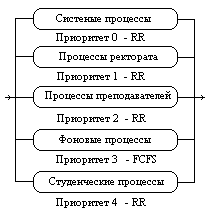 Систеные процессы
Приоритет 0 - RR
Процессы ректората
Приоритет 1 - RR
Процессы преподавателей
Приоритет 2 - RR
Фоновые процессы
Приоритет 3 - FCFS
Студенческие процессы
Приоритет 4 - RR